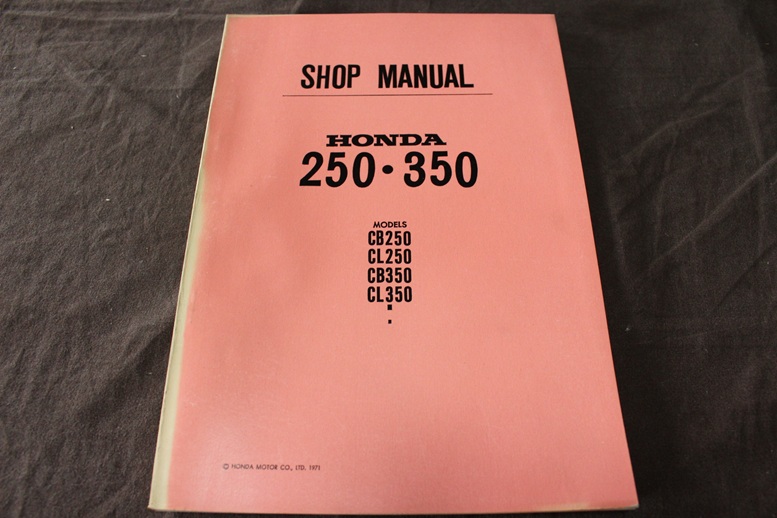 SHOP MANUAL
HONDA
250•350
MODELS
CB250
CL250
CB350
CL350
© HONDA MOTOR CO., LTD. 1971